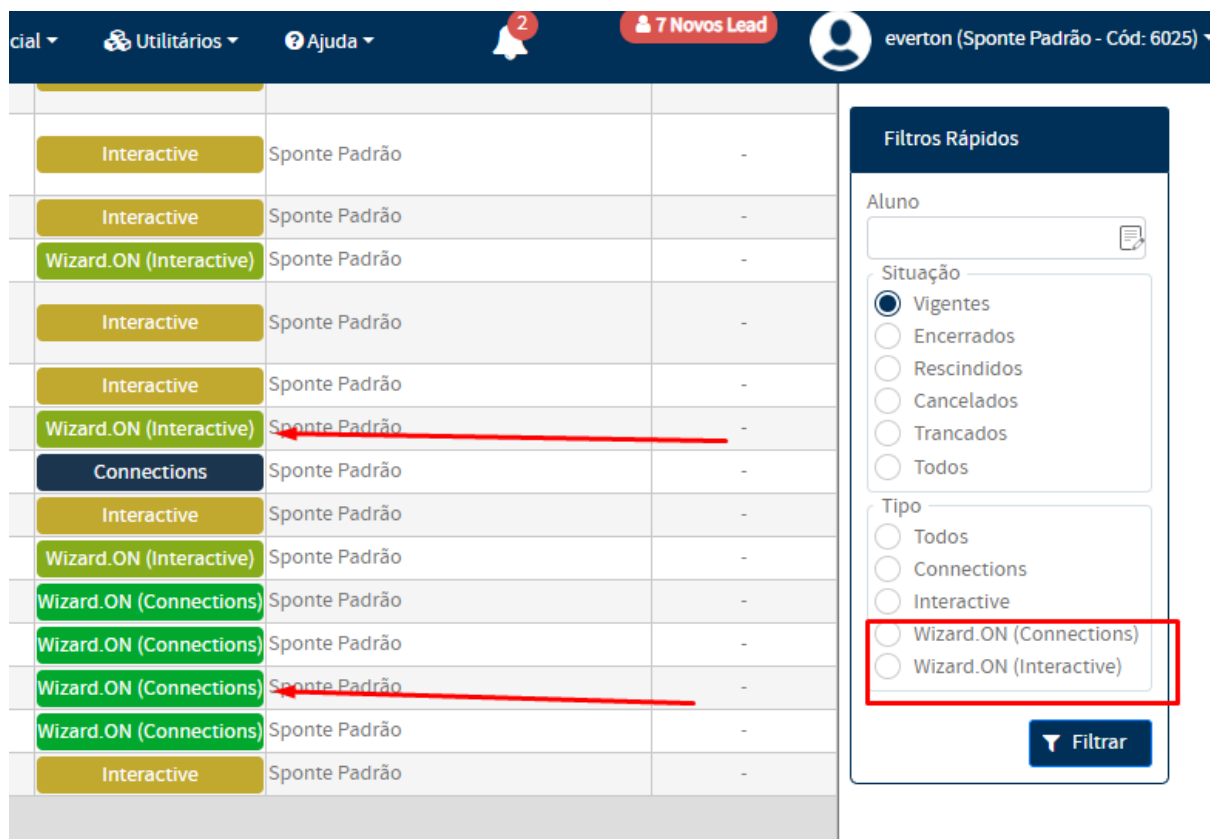 cial Utilitários Ajuda 2 7 Novos Lead everton (Sponte Padrão - Cód: 6025)
Interactive Sponte Padrão -
Interactive Sponte Padrão -
Wizard.ON (Interactive) Sponte Padrão -
Interactive Sponte Padrão -
Interactive Sponte Padrão -
Wizard.ON (Interactive) Sponte Padrão -
Connections Sponte Padrão -
Interactive Sponte Padrão -
Wizard.ON (Interactive) Sponte Padrão -
Wizard.ON (Connections) Sponte Padrão -
Wizard.ON (Connections) Sponte Padrão -
Wizard.ON (Connections) Sponte Padrão -
Wizard.ON (Connections) Sponte Padrão -
Interactive Sponte Padrão -
Filtros Rápidos
Aluno
Situação
Vigentes
Encerrados
Rescindidos
Cancelados
Trancados
Todos
Tipo
Todos
Connections
Interactive
Wizard.ON (Connections)
Wizard.ON (Interactive)
Filtrar